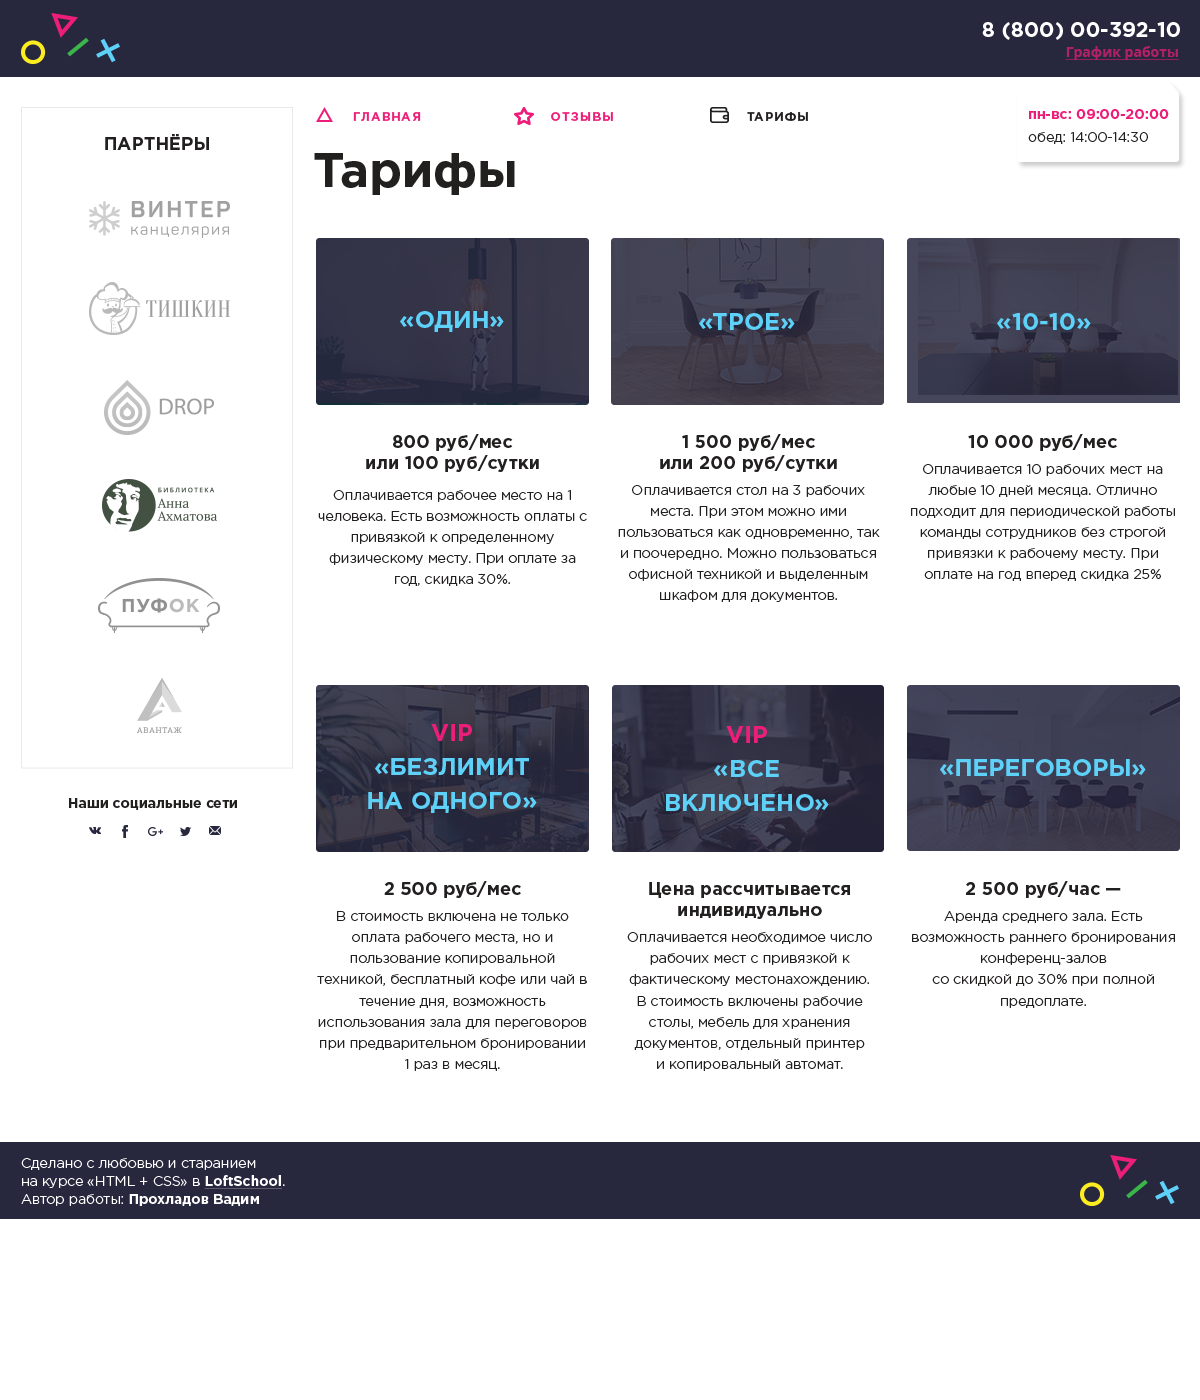 8 (800) 00-392-10
График работы
ГЛАВНАЯ
ОТЗЫВЫ
ТАРИФЫ
пн-вс: 09:00-20:00
обед: 14:00-14:30
ПАРТНЁРЫ
ВИНТЕР
канцелярия
ТИШКИН
DROP
БИБЛИОТЕКА
Анна
Ахматова
ПУФОК
АВАНТАЖ
Наши социальные сети
G+
Тарифы
«ОДИН»
800 руб/мес
или 100 руб/сутки
Оплачивается рабочее место на 1
человека. Есть возможность оплаты с
привязкой к определенному
физическому месту. При оплате за
год, скидка 30%.
«ТРОЕ»
1 500 руб/мес
или 200 руб/сутки
Оплачивается стол на 3 рабочих
места. При этом можно ими
пользоваться как одновременно, так
и поочередно. Можно пользоваться
офисной техникой и выделенным
шкафом для документов.
«10-10»
10 000 руб/мес
Оплачивается 10 рабочих мест на
любые 10 дней месяца. Отлично
подходит для периодической работы
команды сотрудников без строгой
привязки к рабочему месту. При
оплате на год вперед скидка 25%
VIP
«БЕЗЛИМИТ
НА ОДНОГО»
2 500 руб/мес
В стоимость включена не только
оплата рабочего места, но и
пользование копировальной
техникой, бесплатный кофе или чай в
течение дня, возможность
использования зала для переговоров
при предварительном бронировании
1 раз в месяц.
VIP
«ВСЕ
ВКЛЮЧЕНО»
Цена рассчитывается
индивидуально
Оплачивается необходимое число
рабочих мест с привязкой к
фактическому местонахождению.
В стоимость включены рабочие
столы, мебель для хранения
документов, отдельный принтер
и копировальный автомат.
«ПЕРЕГОВОРЫ»
2 500 руб/час —
Аренда среднего зала. Есть
возможность раннего бронирования
конференц-залов
со скидкой до 30% при полной
предоплате.
Сделано с любовью и старанием
на курсе «HTML + CSS» в LoftSchool.
Автор работы: Прохладов Вадим